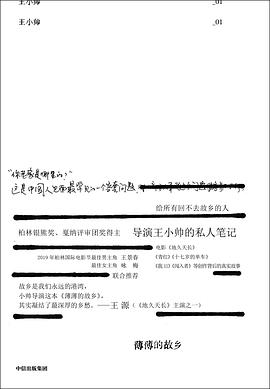 王小帅 _01
王小帅 _01
“你老家是哪里的?”
这是中国人见面最常见的一个答案问题,
给所有回不去故乡的人
柏林银熊奖、戛纳评审团奖得主 导演王小帅的私人笔记
2019年柏林国际电影节最佳男主角 王景春
最佳女主角 咏 梅
联合推荐
电影《地久天长》
《青红》《十七岁的单车》
《我11》《闯入者》等创作背后的真实故事
故乡是我们永远的港湾,
小帅导演这本《薄薄的故乡》,
其实凝结了最深厚的乡愁。——王 源(《地久天长》主演之一)
薄薄的故乡
中信出版集团